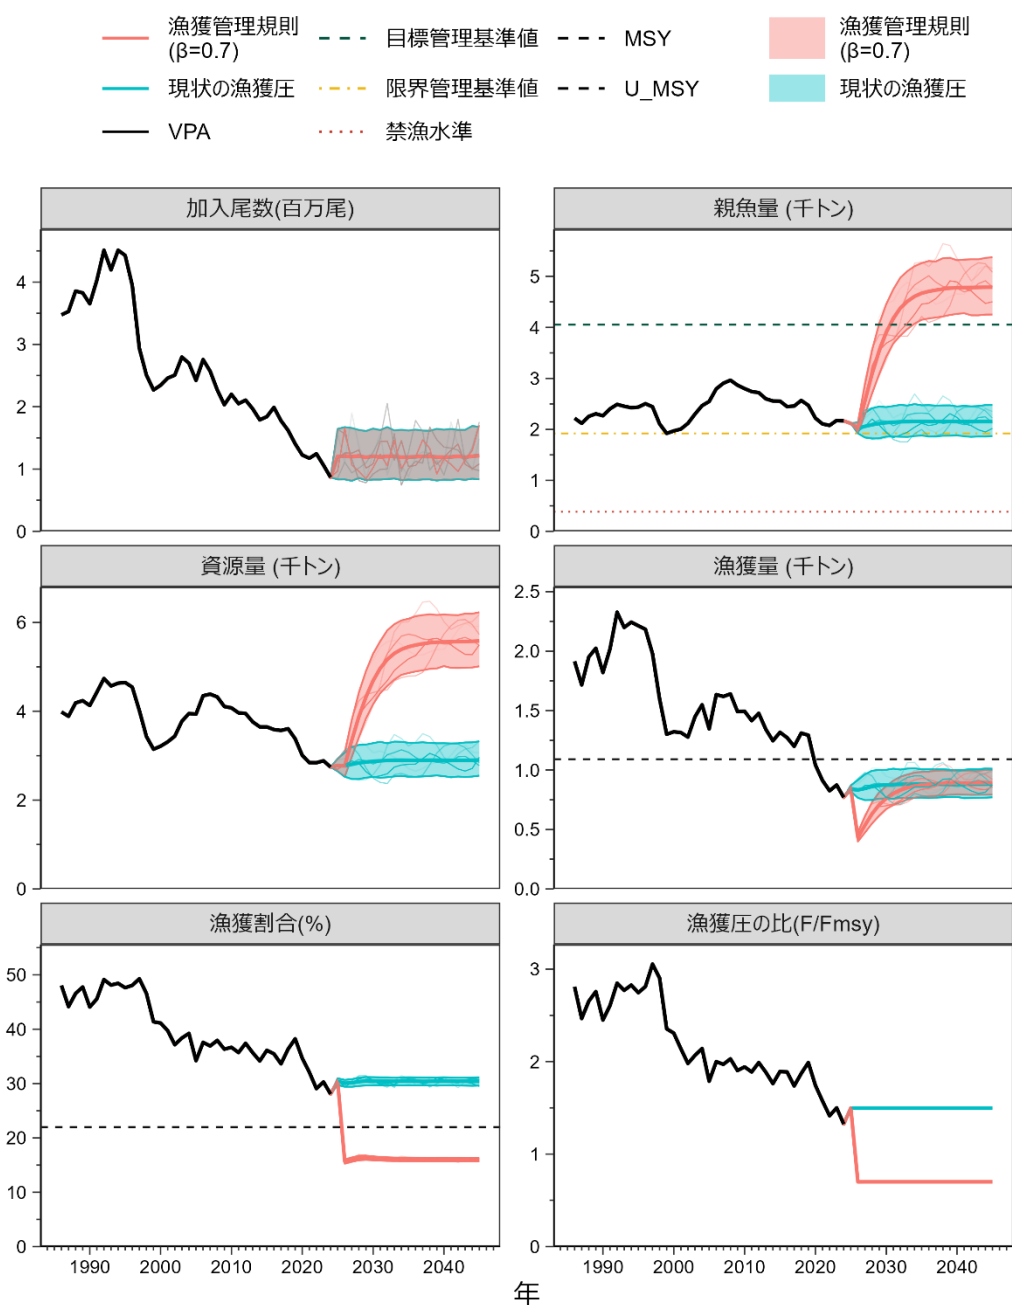 漁獲管理規則
(β=0.7)
目標管理基準値
MSY
漁獲管理規則
(β=0.7)
現状の漁獲圧
限界管理基準値
U_MSY
現状の漁獲圧
VPA
禁漁水準
加入尾数(百万尾)
親魚量 (千トン)
4
3
2
1
0
5
4
3
2
1
0
資源量 (千トン)
漁獲量 (千トン)
6
4
2
0
2.5
2.0
1.5
1.0
0.5
0.0
漁獲割合(%)
漁獲圧の比(F/Fmsy)
50
40
30
20
10
0
3
2
1
0
1990 2000 2010 2020 2030 2040
1990 2000 2010 2020 2030 2040
年